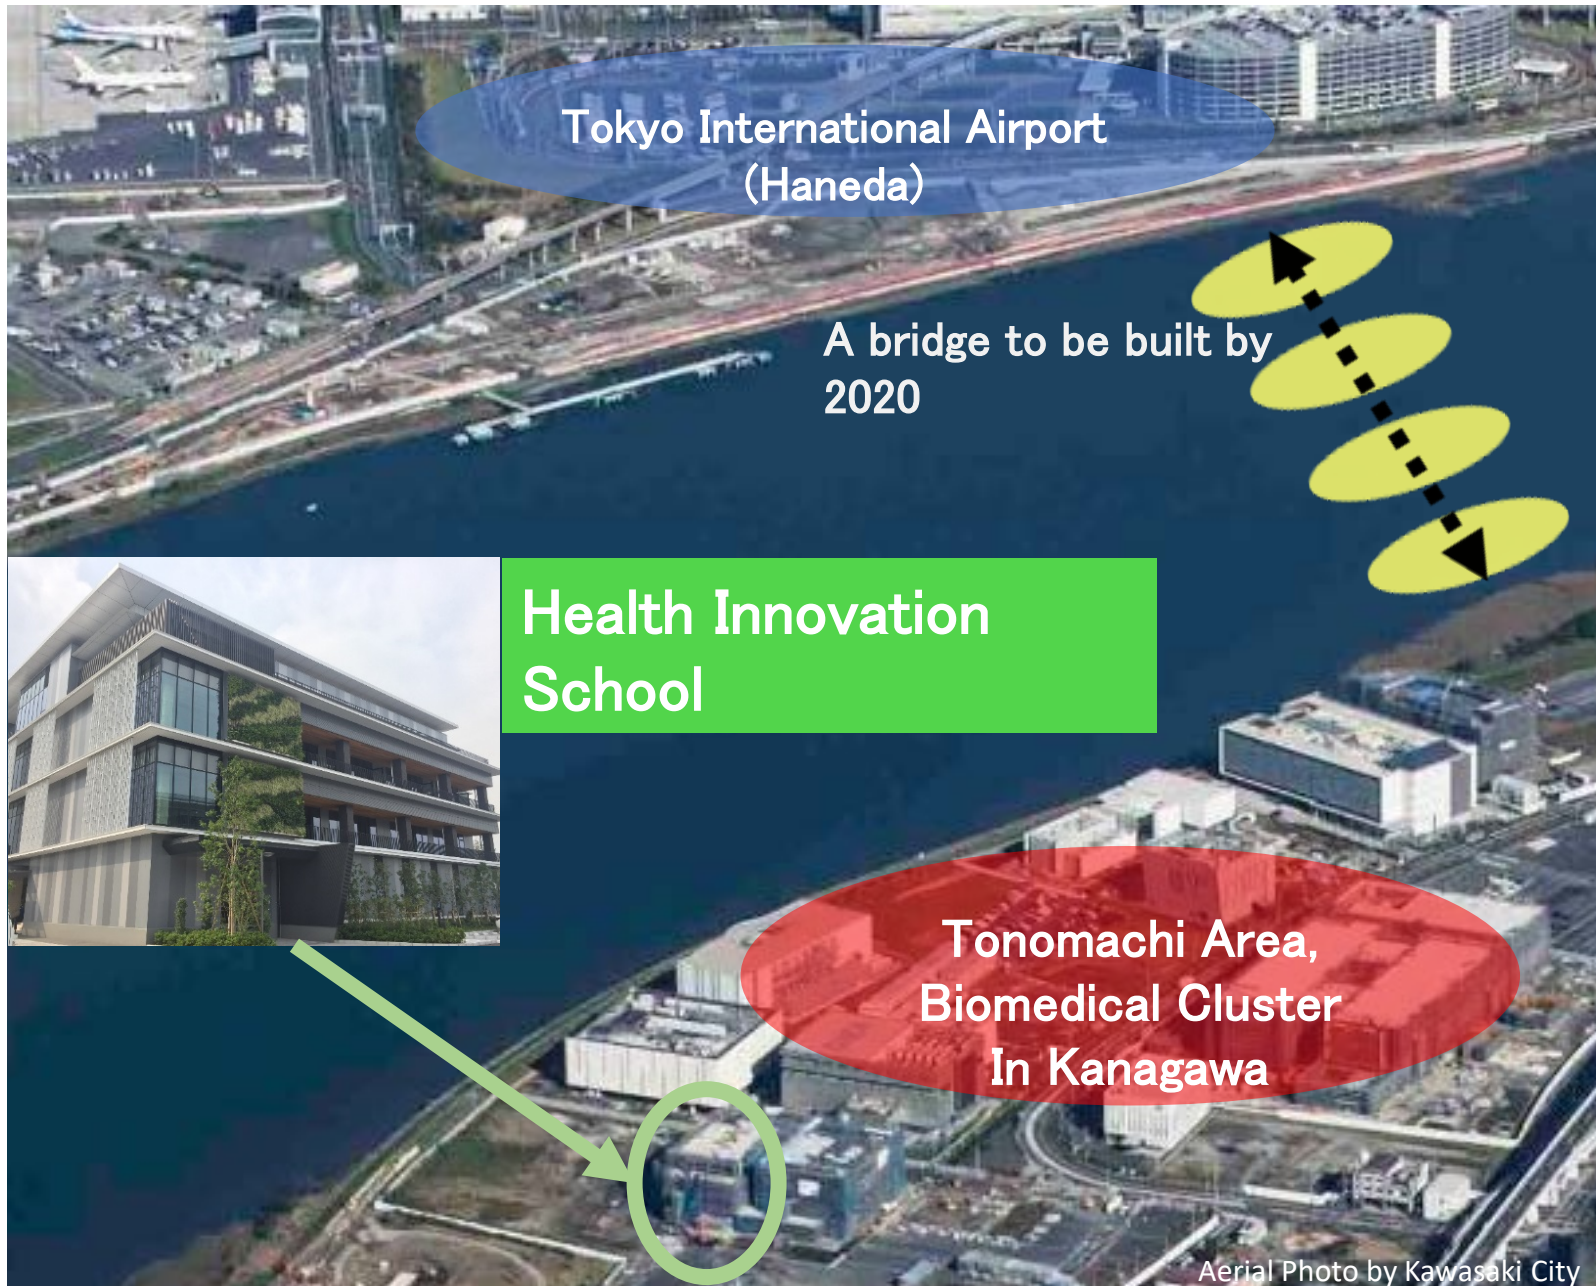 Tokyo International Airport
(Haneda)
A bridge to be built by
2020
Health Innovation
School
Tonomachi Area,
Biomedical Cluster
In Kanagawa
Aerial Photo by Kawasaki City